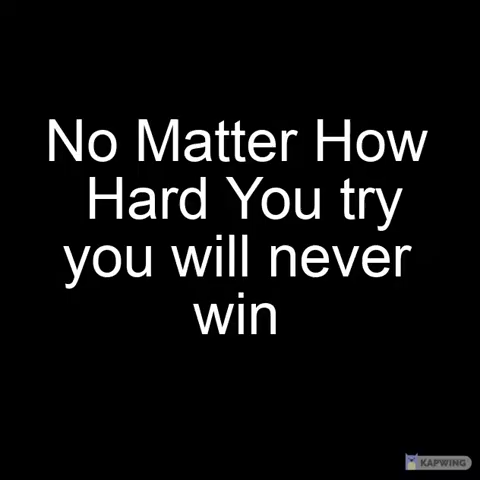 No Matter How
Hard You try
you will never
win
KAPWING